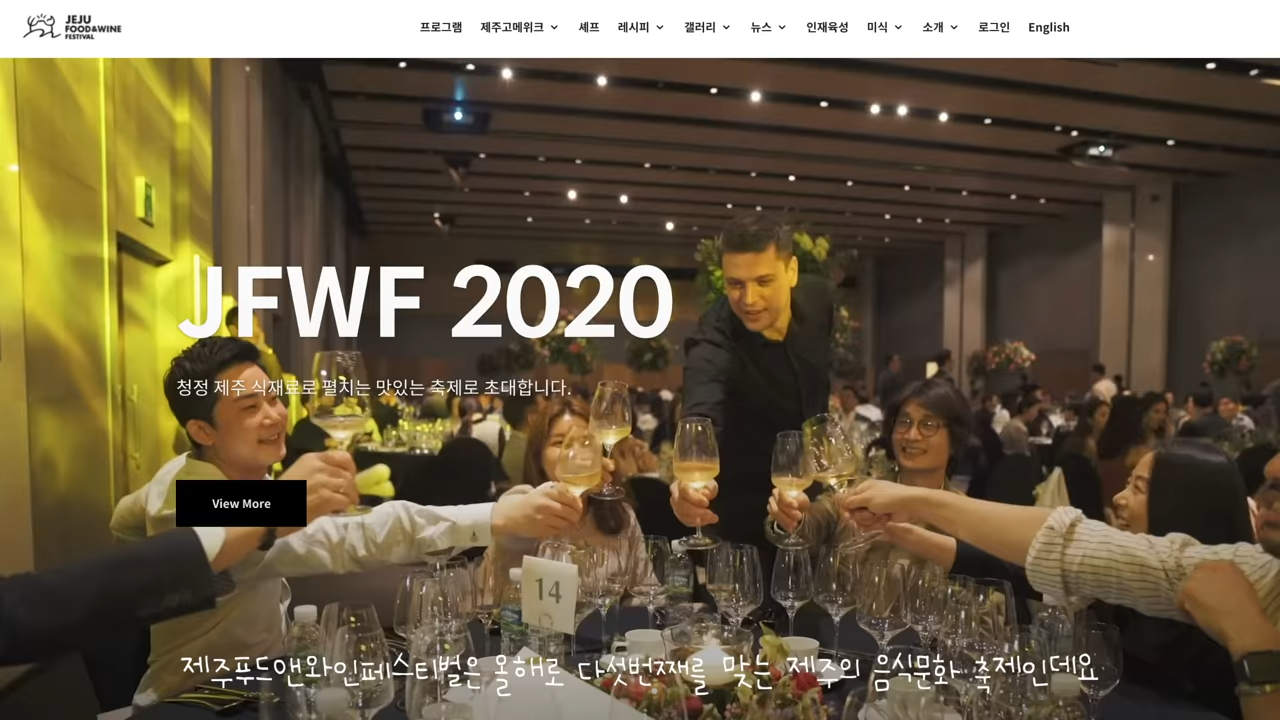 JEJU
FOOD&WINE
FESTIVAL
프로그램 제주고메위크 셰프 레시피 갤러리 뉴스 인재육성 미식 소개 로그인 English
JFWF 2020
청정 제주 식재료로 펼치는 맛있는 축제로 초대합니다.
View More
14
제주푸드앤와인페스티벌은 올해로 다섯번째를 맞는 제주의 음식문화 축제인데요